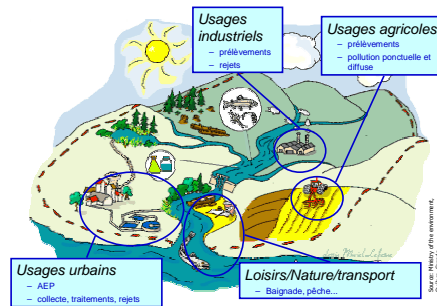 Usages
industriels
– prélèvements
– rejets
Usages agricoles
– prélèvements
– pollution ponctuelle et
diffuse
Usages urbains
– AEP
– collecte, traitements, rejets
Loisirs/Nature/transport
– Baignade, pêche...
Source: Ministry of the environment,